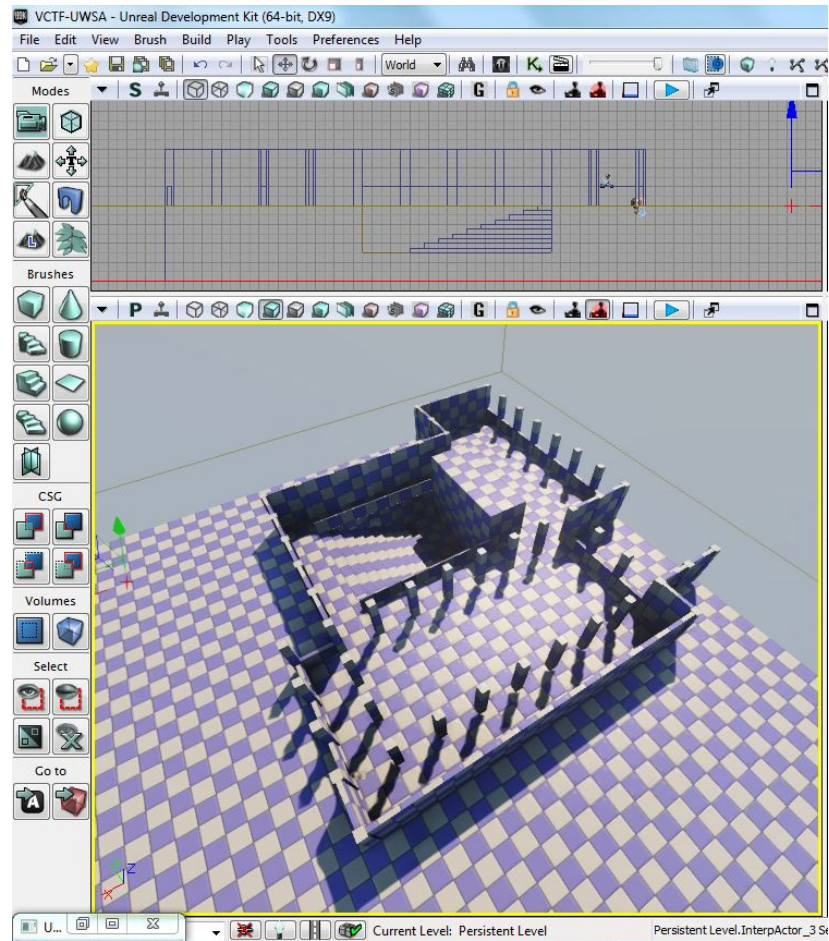 VCTF-UWSA - Unreal Development Kit (64-bit, DX9)
File Edit View Brush Build Play Tools Preferences Help
World
Modes
S
G
L
Brushes
P
G
CSG
Volumes
Select
Go to
A
Z
X
U...
Current Level: Persistent Level
Persistent Level.InterpActor_3 Se